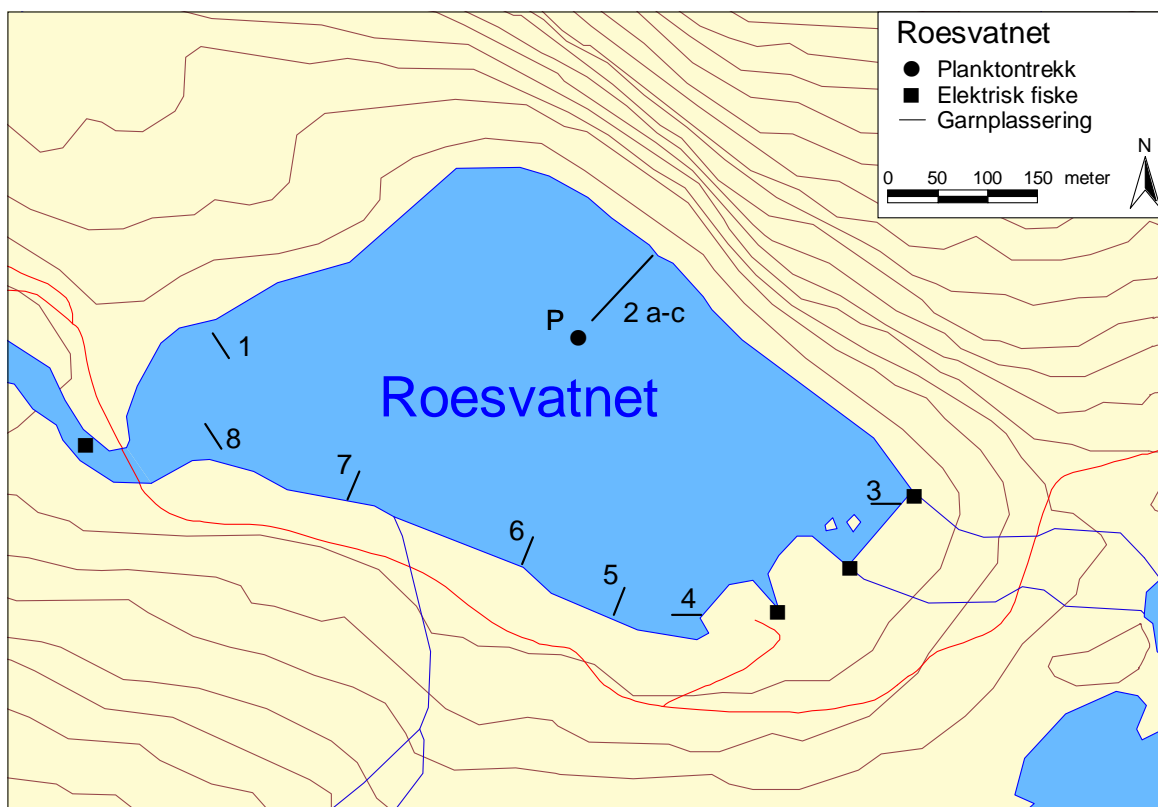 Roesvatnet
Planktontrekk
Elektrisk fiske
Garnplassering
N
0 50 100 150 meter
P
2 a-c
1
Roesvatnet
8
7
3
6
5
4